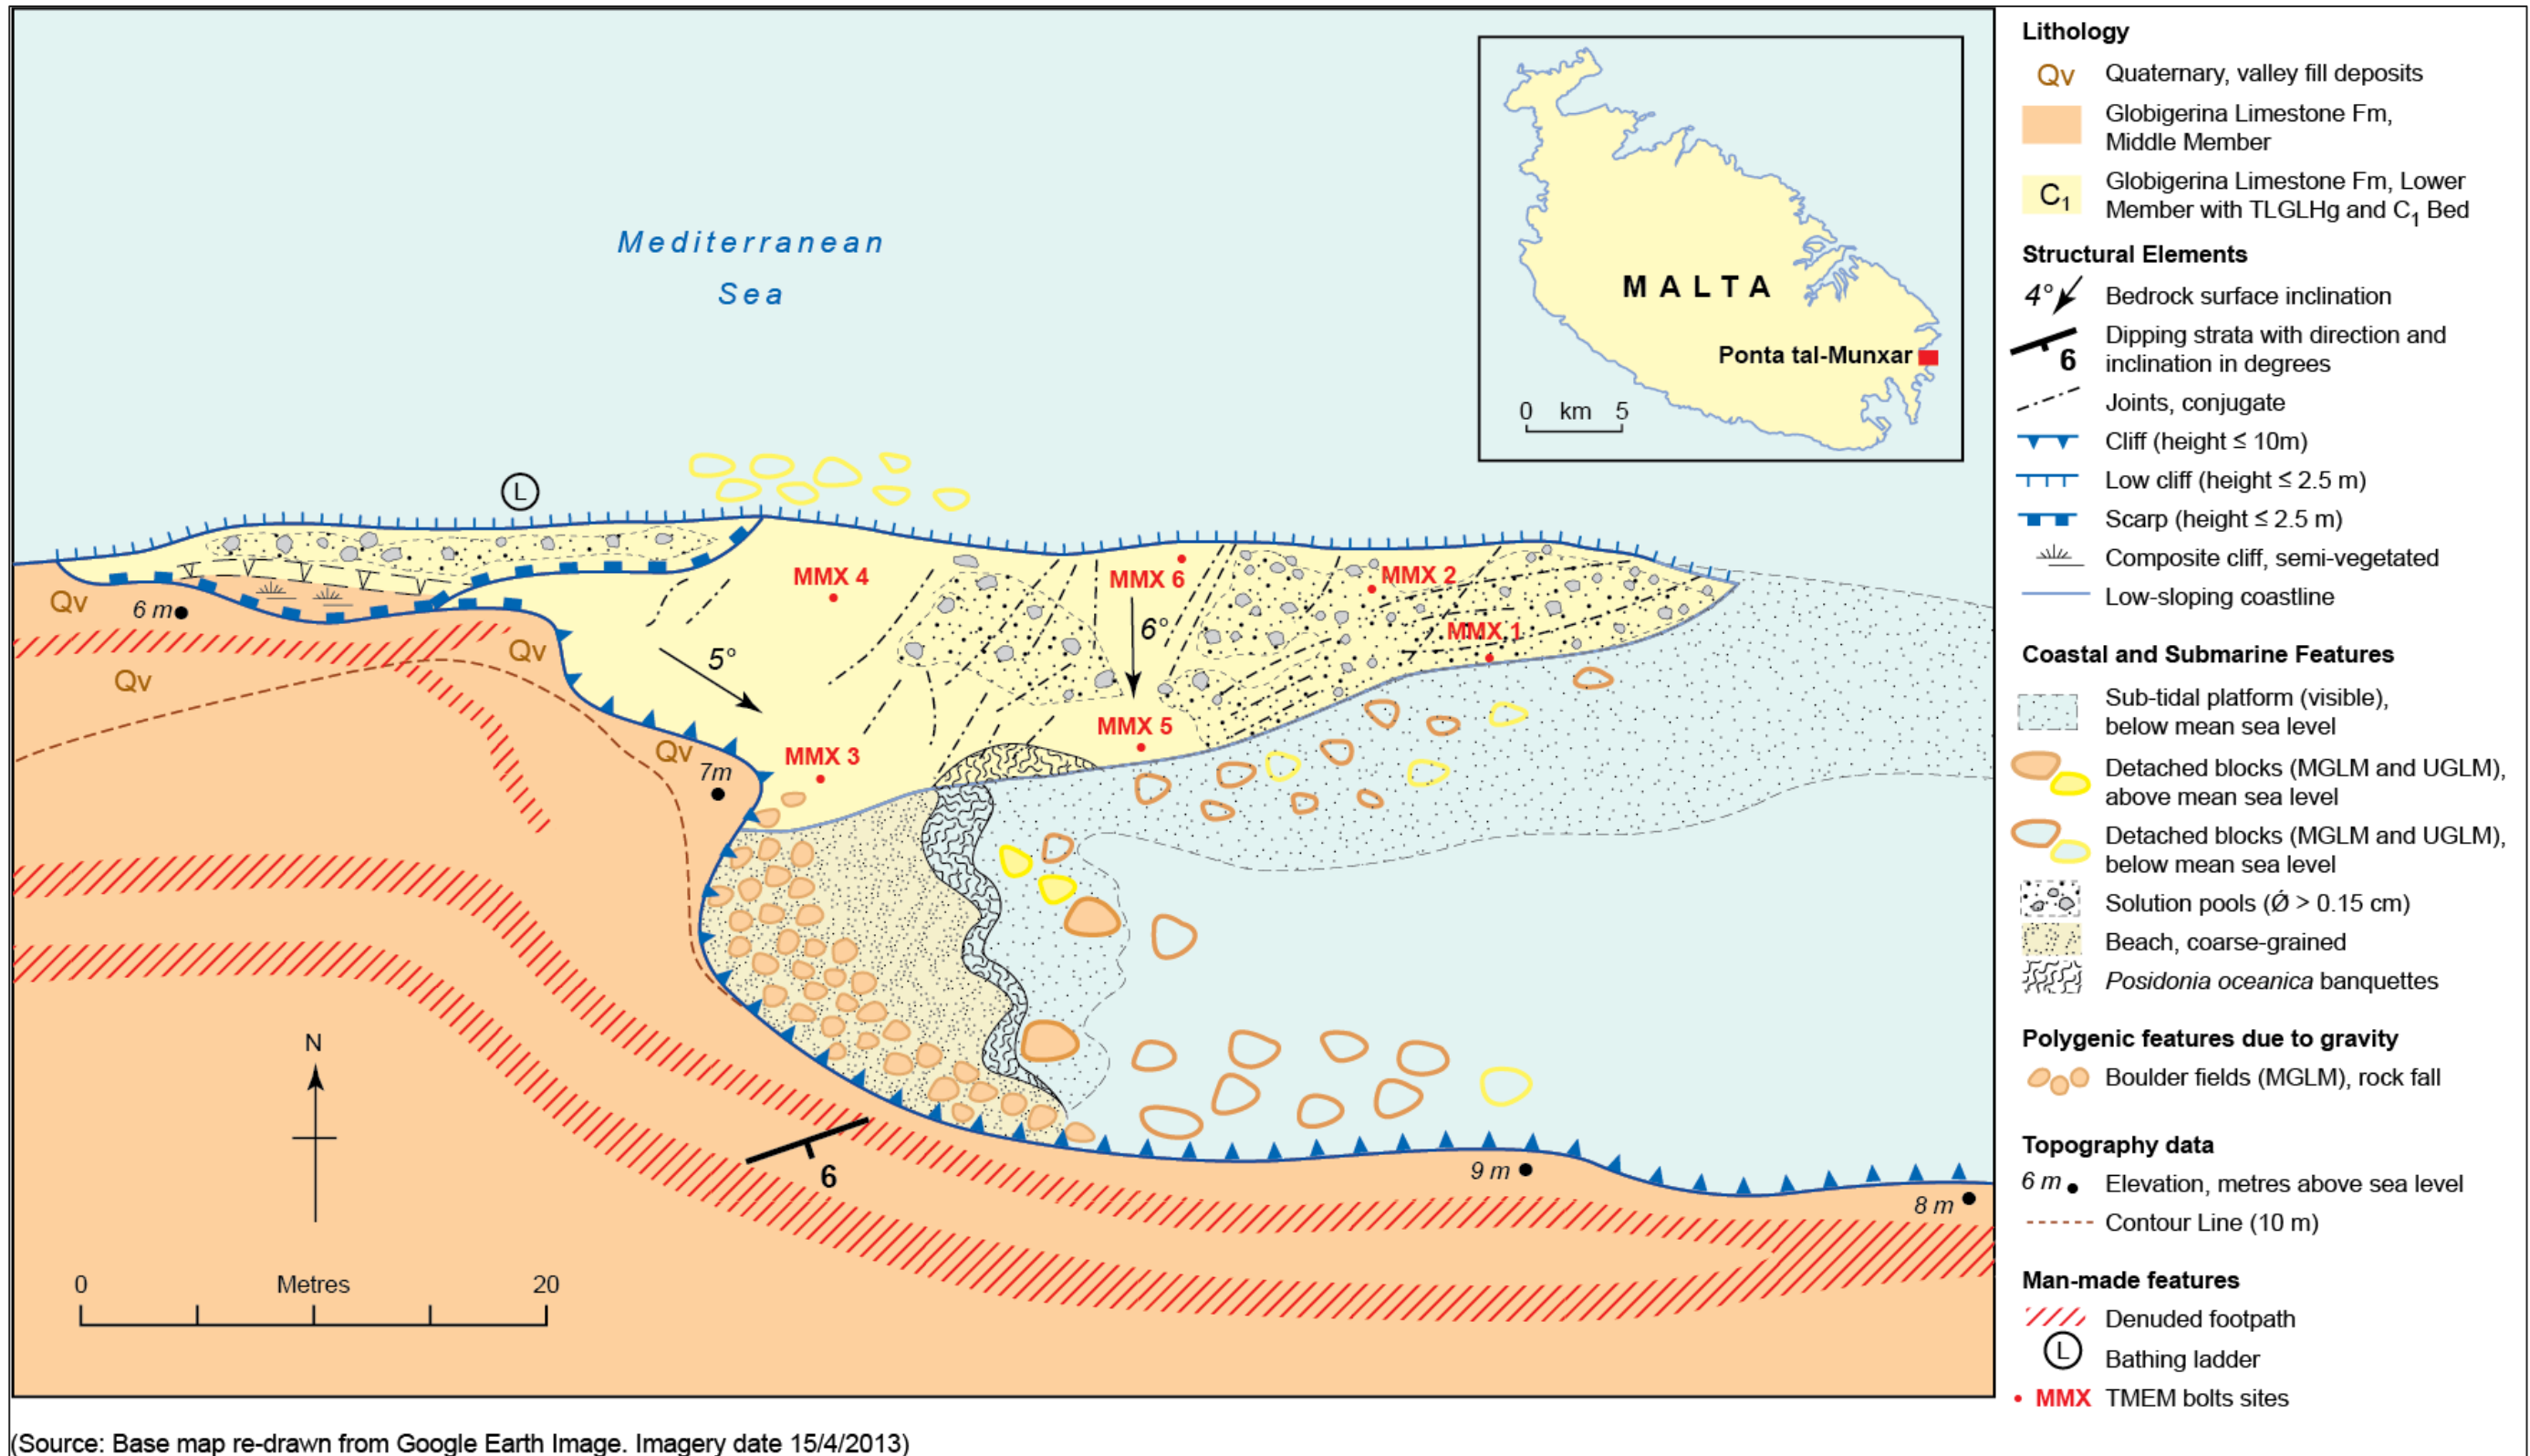 Mediterranean
Sea
MALTA
Ponta tal-Munxar
0 km 5
L
MMX 4
MMX 6
MMX 2
Qv
6 m
MMX 1
6°
Qv
5°
Qv
MMX 5
Qv
MMX 3
7m
N
6
9 m
8 m
0 Metres 20
Lithology
Qv Quaternary, valley fill deposits
Globigerina Limestone Fm,
Middle Member
C1 Globigerina Limestone Fm, Lower
Member with TLGLHg and C1 Bed
Structural Elements
4° Bedrock surface inclination
Dipping strata with direction and
6 inclination in degrees
Joints, conjugate
Cliff (height ≤ 10m)
Low cliff (height ≤ 2.5 m)
Scarp (height ≤ 2.5 m)
Composite cliff, semi-vegetated
Low-sloping coastline
Coastal and Submarine Features
Sub-tidal platform (visible),
below mean sea level
Detached blocks (MGLM and UGLM),
above mean sea level
Detached blocks (MGLM and UGLM),
below mean sea level
Solution pools (Ǿ > 0.15 cm)
Beach, coarse-grained
Posidonia oceanica banquettes
Polygenic features due to gravity
Boulder fields (MGLM), rock fall
Topography data
6 m Elevation, metres above sea level
Contour Line (10 m)
Man-made features
Denuded footpath
L Bathing ladder
MMX TMEM bolts sites
(Source: Base map re-drawn from Google Earth Image. Imagery date 15/4/2013)